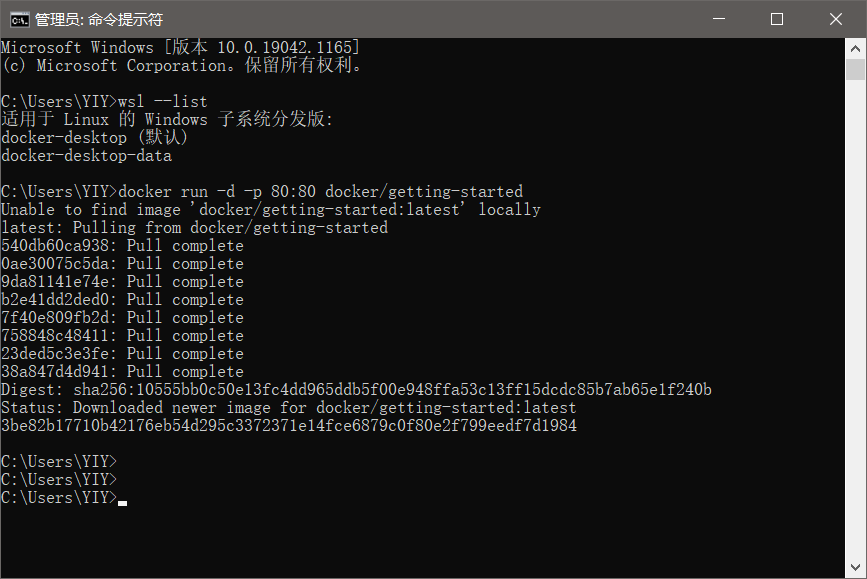 管理员: 命令提示符
Microsoft Windows [版本 10.0.19042.1165]
(c) Microsoft Corporation。保留所有权利。
C:\Users\YIY>wsl --list
适用于 Linux 的 Windows 子系统分发版:
docker-desktop (默认)
docker-desktop-data
C:\Users\YIY>docker run -d -p 80:80 docker/getting-started
Unable to find image 'docker/getting-started:latest' locally
latest: Pulling from docker/getting-started
540db60ca938: Pull complete
0ae30075c5da: Pull complete
9da81141e74e: Pull complete
b2e41dd2ded0: Pull complete
7f40e809fb2d: Pull complete
758848c48411: Pull complete
23ded5c3e3fe: Pull complete
38a847d4d941: Pull complete
Digest: sha256:10555bb0c50e13fc4dd965ddb5f00e948ffa53c13ff15dcdc85b7ab65e1f240b
Status: Downloaded newer image for docker/getting-started:latest
3be82b17710b42176eb54d295c3372371e14fce6879c0f80e2f799eedf7d1984
C:\Users\YIY>
C:\Users\YIY>
C:\Users\YIY>